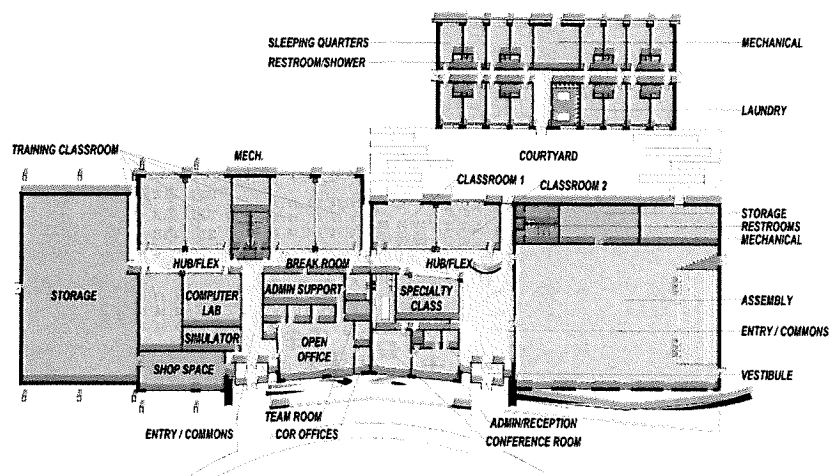 SLEEPING QUARTERS
MECHANICAL
RESTROOM/SHOWER
LAUNDRY
TRAINING CLASSROOM
MECH.
COURTYARD
CLASSROOM 1
CLASSROOM 2
STORAGE
RESTROOMS
MECHANICAL
HUB/FLEX
BREAK ROOM
HUB/FLEX
STORAGE
COMPUTER
LAB
ADMIN SUPPORT
SPECIALTY
CLASS
ASSEMBLY
SIMULATOR
OPEN
OFFICE
ENTRY / COMMONS
SHOP SPACE
VESTIBULE
TEAM ROOM
ADMIN/RECEPTION
ENTRY / COMMONS
COR OFFICES
CONFERENCE ROOM